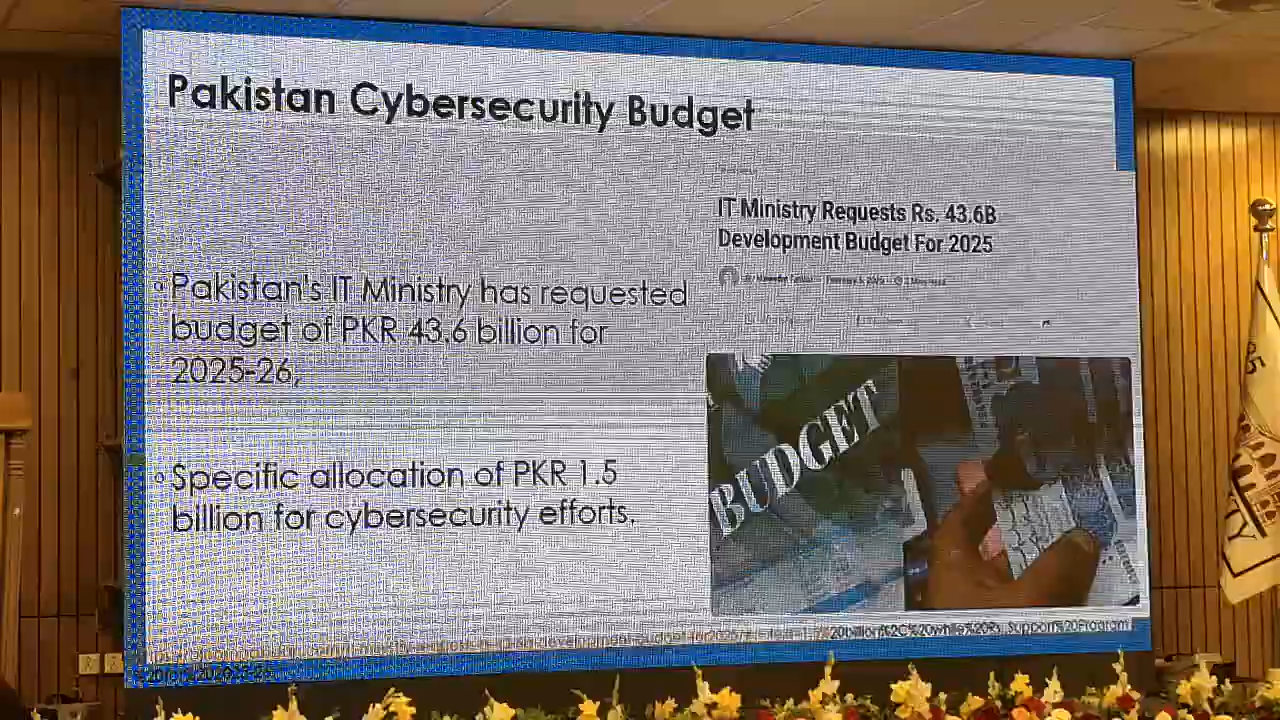 Pakistan Cybersecurity Budget
Pakistan's IT Ministry has requested
budget of PKR 43.6 billion for
2025-26,
Specific allocation of PKR 1.5
billion for cybersecurity efforts.
IT Ministry Requests Rs. 43.6B
Development Budget For 2025
BUDGET